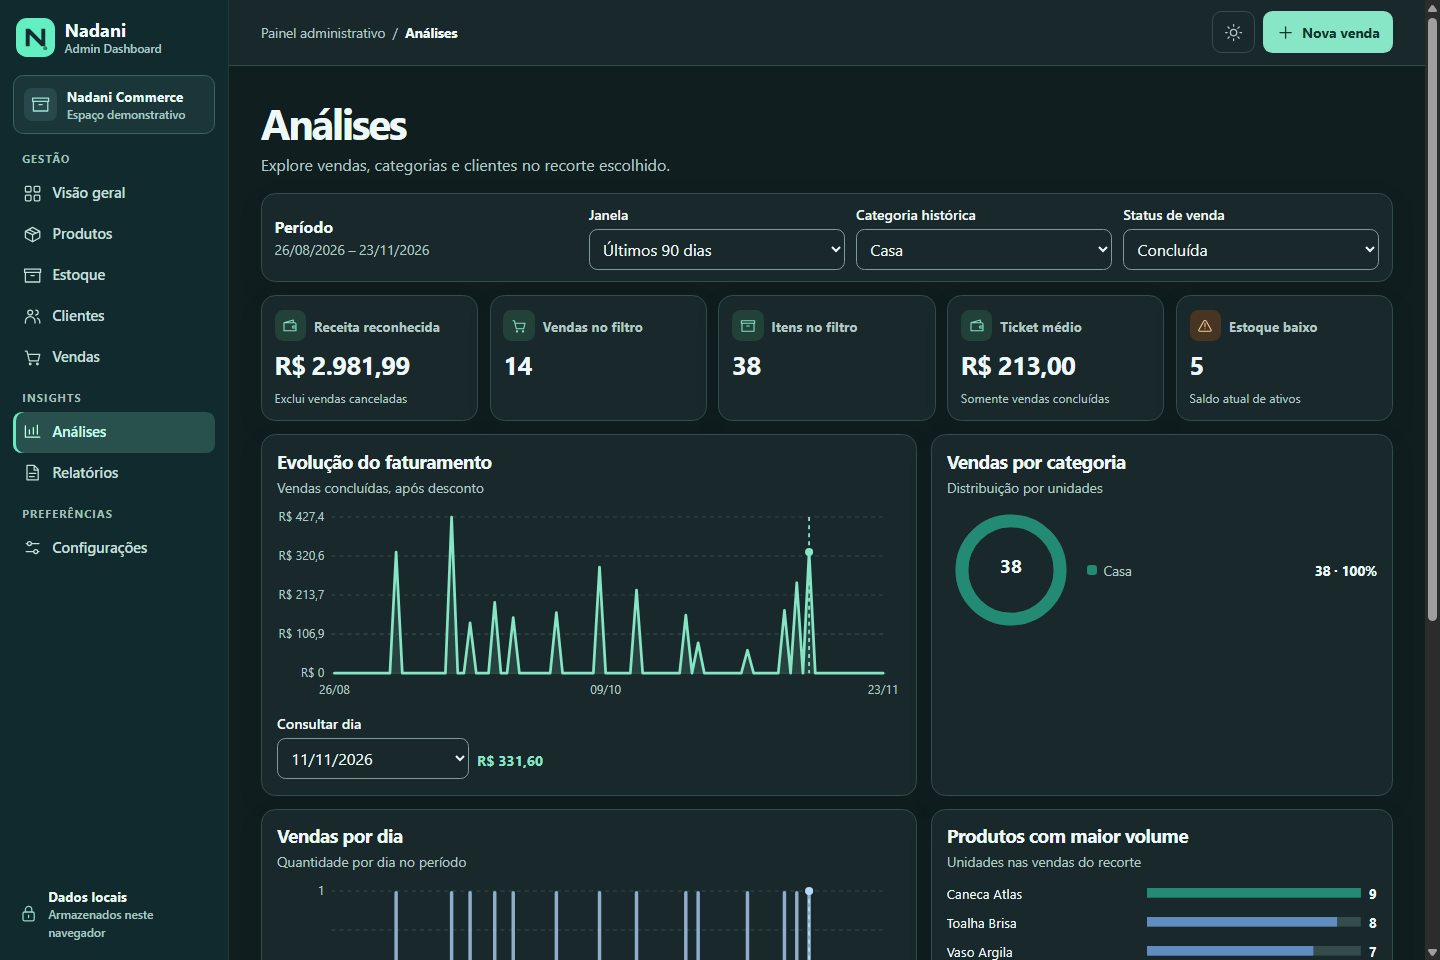 Nadani
Admin Dashboard
Nadani Commerce
Espaço demonstrativo
GESTÃO
Visão geral
Produtos
Estoque
Clientes
Vendas
INSIGHTS
Análises
Relatórios
PREFERÊNCIAS
Configurações
Dados locais
Armazenados neste
navegador
Painel administrativo / Análises
Nova venda
Análises
Explore vendas, categorias e clientes no recorte escolhido.
Período
26/08/2026 – 23/11/2026
Janela
Últimos 90 dias
Categoria histórica
Casa
Status de venda
Concluída
Receita reconhecida
R$ 2.981,99
Exclui vendas canceladas
Vendas no filtro
14
Itens no filtro
38
Ticket médio
R$ 213,00
Somente vendas concluídas
Estoque baixo
5
Saldo atual de ativos
Evolução do faturamento
Vendas concluídas, após desconto
R$ 427,4
R$ 320,6
R$ 213,7
R$ 106,9
R$ 0
26/08 09/10 23/11
Consultar dia
11/11/2026
R$ 331,60
Vendas por categoria
Distribuição por unidades
38
Casa
38 · 100%
Vendas por dia
Quantidade por dia no período
1
Produtos com maior volume
Unidades nas vendas do recorte
Caneca Atlas 9
Toalha Brisa 8
Vaso Argila 7